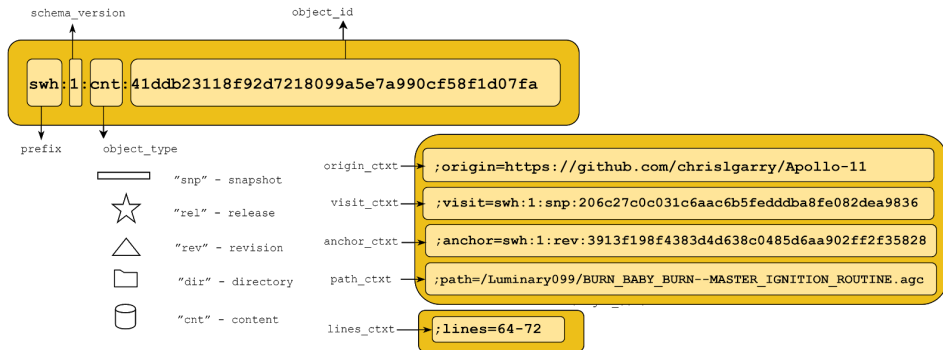 schema_version
object_id
swh:1:cnt:41ddb23118f92d7218099a5e7a990cf58f1d07fa
prefix
object_type
"snp" - snapshot
"rel" - release
"rev" - revision
"dir" - directory
"cnt" - content
origin_ctxt
;origin=https://github.com/chrislgarry/Apollo-11
visit_ctxt
;visit=swh:1:snp:206c27c0c031c6aac6b5fedddba8fe082dea9836
anchor_ctxt
;anchor=swh:1:rev:3913f198f4383d4d638c0485d6aa902ff2f35828
path_ctxt
;path=/Luminary099/BURN_BABY_BURN--MASTER_IGNITION_ROUTINE.agc
lines_ctxt
;lines=64-72